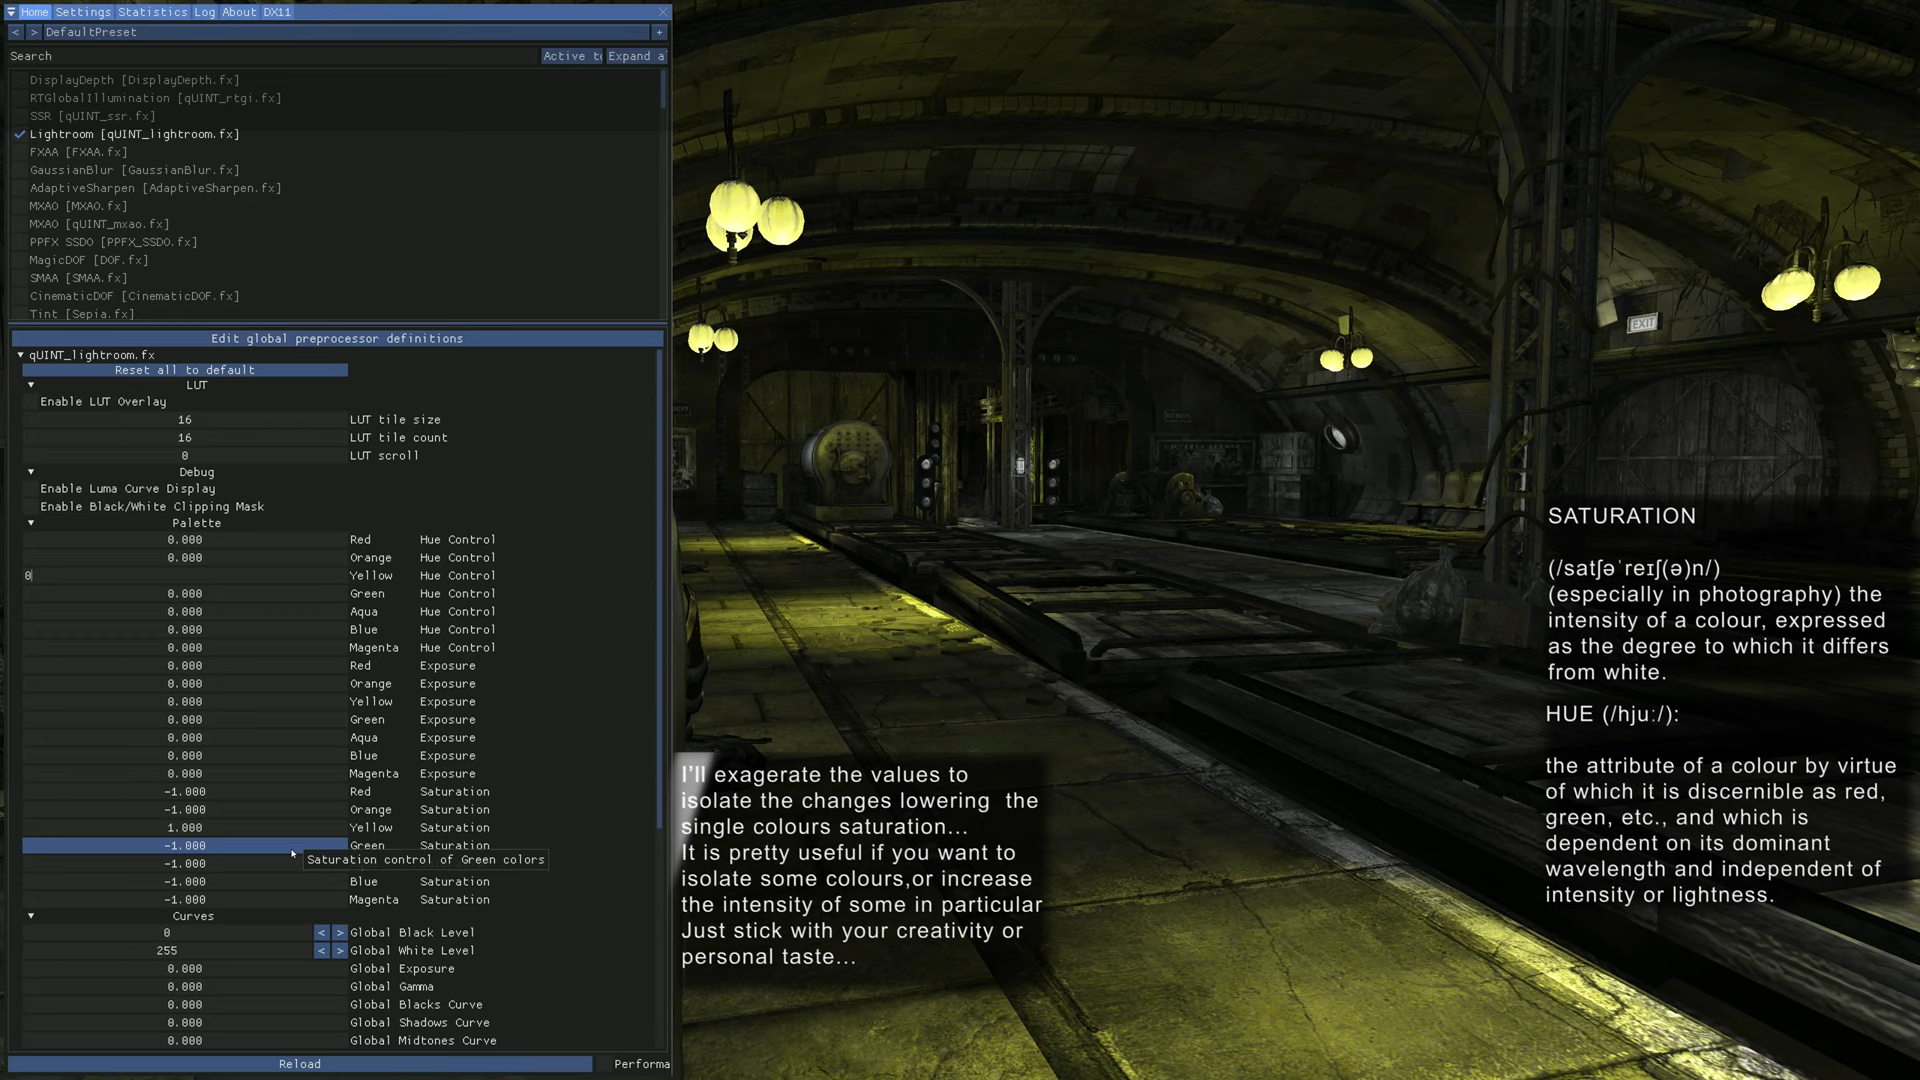 Home Settings Statistics Log About DX11
< > DefaultPreset +
Search Active to Expand a
DisplayDepth [DisplayDepth.fx]
RTGlobalIllumination [qUINT_rtgi.fx]
SSR [qUINT_ssr.fx]
Lightroom [qUINT_lightroom.fx]
FXAA [FXAA.fx]
GaussianBlur [GaussianBlur.fx]
AdaptiveSharpen [AdaptiveSharpen.fx]
MXAO [MXAO.fx]
MXAO [qUINT_mxao.fx]
PPFX SSDO [PPFX_SSDO.fx]
MagicDOF [DOF.fx]
SMAA [SMAA.fx]
CinematicDOF [CinematicDOF.fx]
Tint [Sepia.fx]
Edit global preprocessor definitions
qUINT_lightroom.fx
Reset all to default
LUT
Enable LUT Overlay
16 LUT tile size
16 LUT tile count
0 LUT scroll
Debug
Enable Luma Curve Display
Enable Black/White Clipping Mask
Palette
0.000 Red Hue Control
0.000 Orange Hue Control
0 Yellow Hue Control
0.000 Green Hue Control
0.000 Aqua Hue Control
0.000 Blue Hue Control
0.000 Magenta Hue Control
0.000 Red Exposure
0.000 Orange Exposure
0.000 Yellow Exposure
0.000 Green Exposure
0.000 Aqua Exposure
0.000 Blue Exposure
0.000 Magenta Exposure
-1.000 Red Saturation
-1.000 Orange Saturation
1.000 Yellow Saturation
-1.000 Green Saturation
-1.000 Saturation control of Green colors
-1.000 Blue Saturation
-1.000 Magenta Saturation
Curves
0 < > Global Black Level
255 < > Global White Level
0.000 Global Exposure
0.000 Global Gamma
0.000 Global Blacks Curve
0.000 Global Shadows Curve
0.000 Global Midtones Curve
Reload Performa
EXIT
I'll exagerate the values to
isolate the changes lowering the
single colours saturation...
It is pretty useful if you want to
isolate some colours,or increase
the intensity of some in particular
Just stick with your creativity or
personal taste...
SATURATION
(/satʃəˈreɪʃ(ə)n/)
(especially in photography) the
intensity of a colour, expressed
as the degree to which it differs
from white.
HUE (/hjuː/):
the attribute of a colour by virtue
of which it is discernible as red,
green, etc., and which is
dependent on its dominant
wavelength and independent of
intensity or lightness.